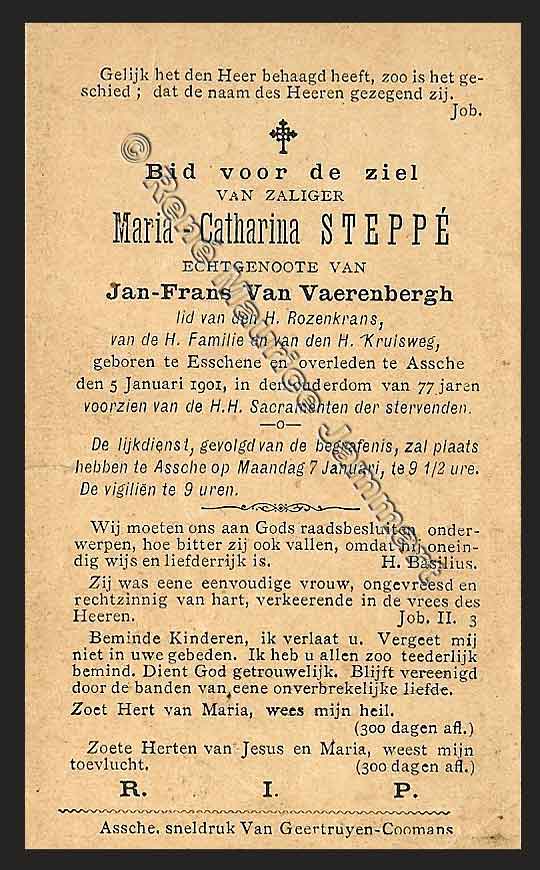 Gelijk het den Heer behaagd heeft, zoo is het ge-
schied ; dat de naam des Heeren gezegend zij.
Job.
Bid voor de ziel
VAN ZALIGER
Maria Catharina STEPPÉ
ECHTGENOOTE VAN
Jan-Frans Van Vaerenbergh
lid van den H. Rozenkrans,
van de H. Familie en van den H. Kruisweg,
geboren te Esschene en overleden te Assche
den 5 Januari 1901, in den ouderdom van 77 jaren
voorzien van de H.H. Sacramenten der stervenden.
—o—
De lijkdienst, gevolgd van de begrafenis, zal plaats
hebben te Assche op Maandag 7 Januari, te 9 1/2 ure.
De vigiliën te 9 uren.
Wij moeten ons aan Gods raadsbesluiten onder-
werpen, hoe bitter zij ook vallen, omdat hij onein-
dig wijs en liefderrijk is. H. Basilius.
Zij was eene eenvoudige vrouw, ongevreesd en
rechtzinnig van hart, verkeerende in de vrees des
Heeren. Job. II. 3
Beminde Kinderen, ik verlaat u. Vergeet mij
niet in uwe gebeden. Ik heb u allen zoo teederlijk
bemind. Dient God getrouwelijk. Blijft vereenigd
door de banden van eene onverbrekelijke liefde.
Zoet Hert van Maria, wees mijn heil.
(300 dagen afl.)
Zoete Herten van Jesus en Maria, weest mijn
toevlucht. (300 dagen afl.)
R. I. P.
Assche, sneldruk Van Geertruyen-Coomans
© René Maurice Jammers